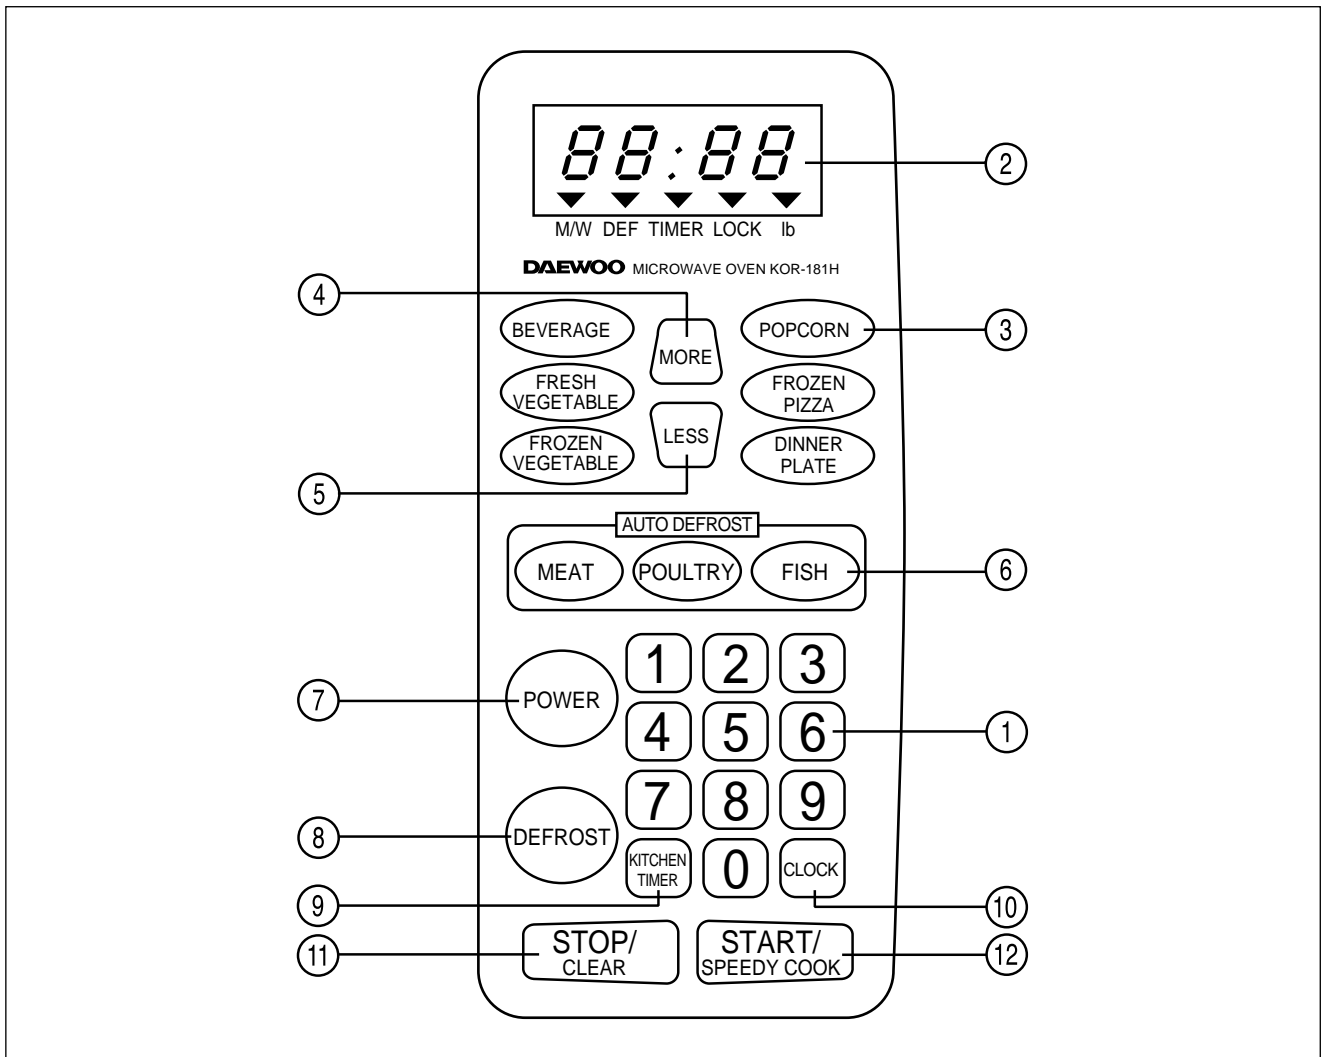 88:88
M/W DEF TIMER LOCK lb
2
DAEWOO MICROWAVE OVEN KOR-181H
4
BEVERAGE
MORE
POPCORN
3
FRESH
VEGETABLE
FROZEN
PIZZA
FROZEN
VEGETABLE
LESS
DINNER
PLATE
5
AUTO DEFROST
MEAT POULTRY FISH
6
7
POWER
1 2 3
4 5 6
1
8
DEFROST
7 8 9
KITCHEN
TIMER
0
CLOCK
9
10
11
STOP/
CLEAR
START/
SPEEDY COOK
12